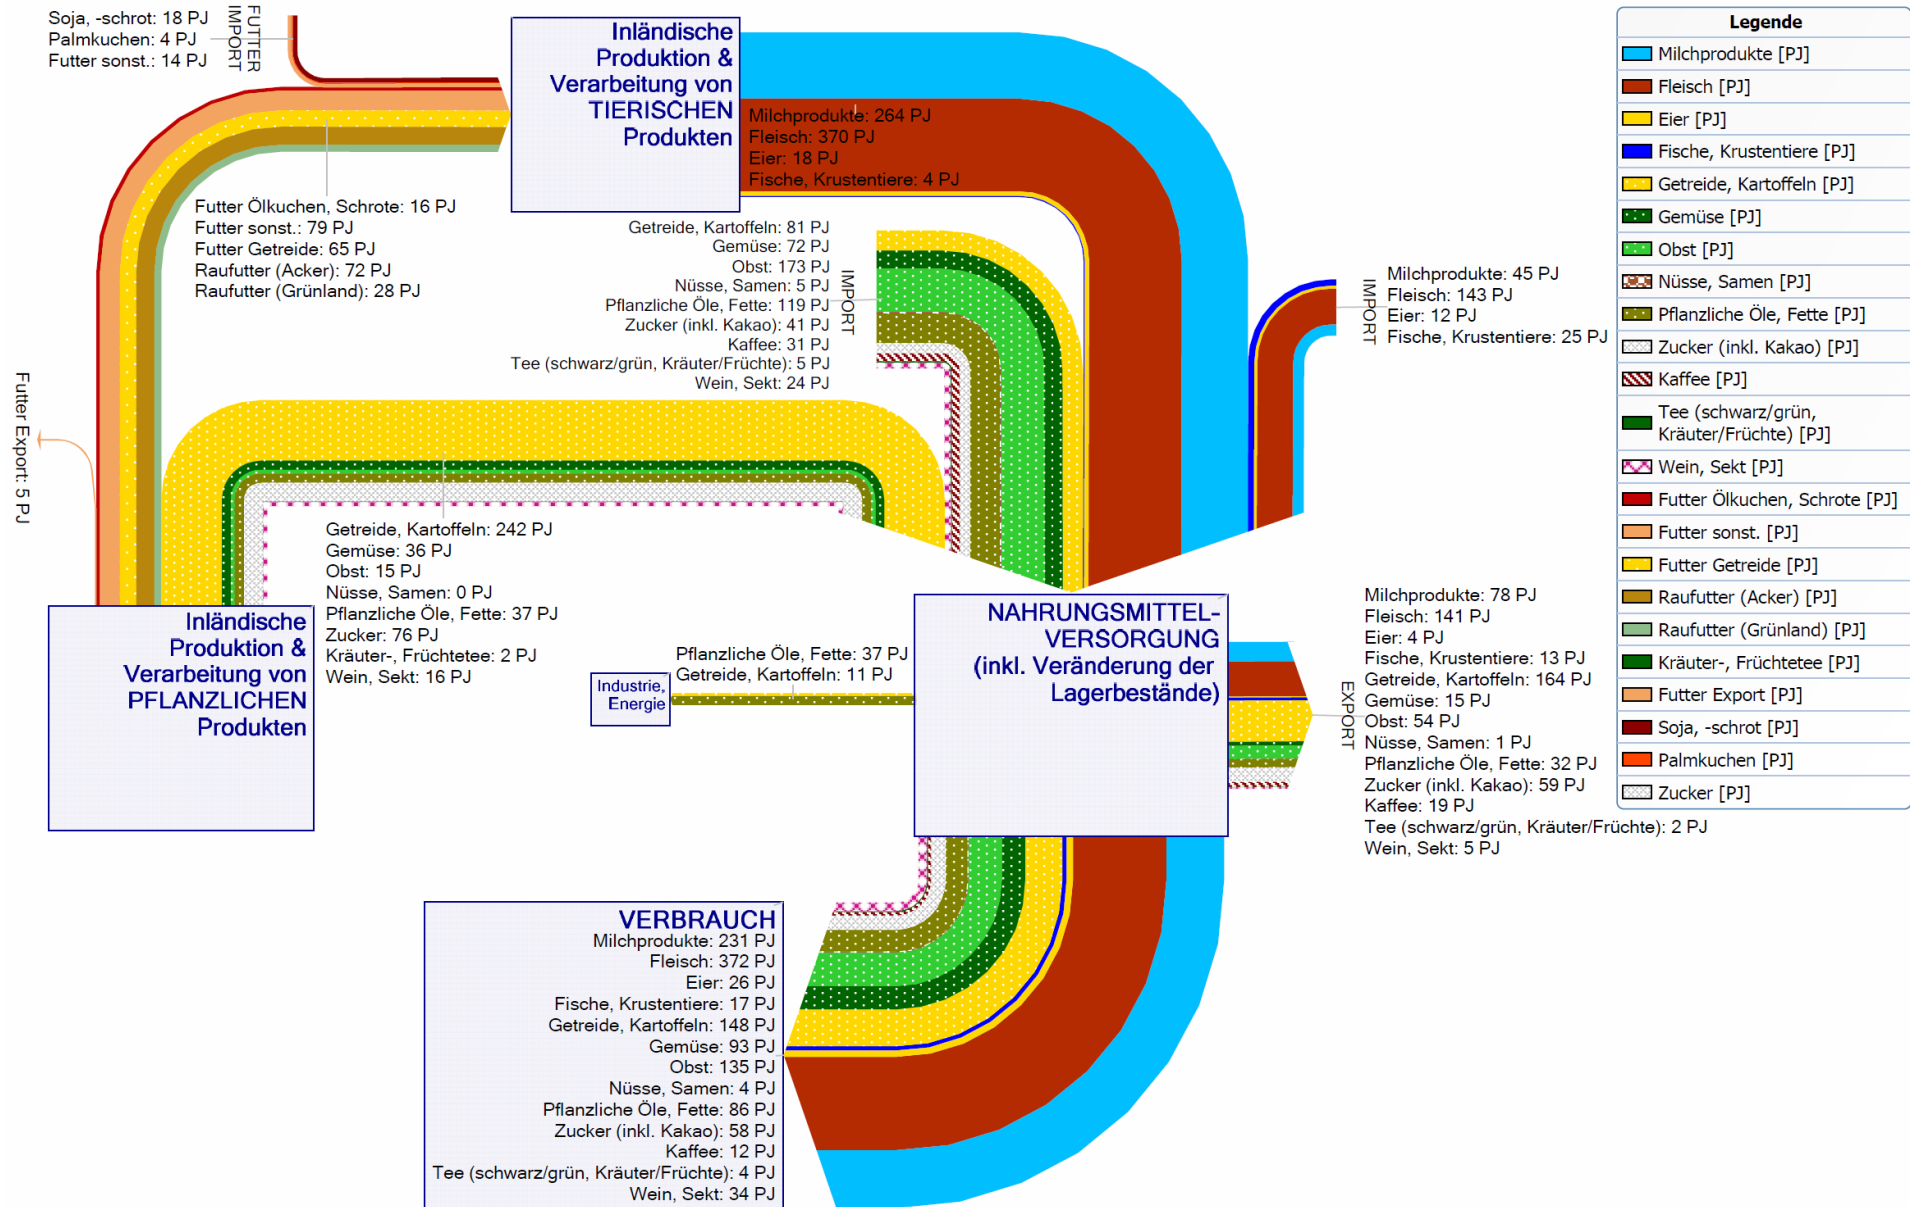 Soja, -schrot: 18 PJ
Palmkuchen: 4 PJ
Futter sonst.: 14 PJ
FUTTER
IMPORT
Inländische
Produktion &
Verarbeitung von
TIERISCHEN
Produkten
Milchprodukte: 264 PJ
Fleisch: 370 PJ
Eier: 18 PJ
Fische, Krustentiere: 4 PJ
Futter Ölkuchen, Schrote: 16 PJ
Futter sonst.: 79 PJ
Futter Getreide: 65 PJ
Raufutter (Acker): 72 PJ
Raufutter (Grünland): 28 PJ
Getreide, Kartoffeln: 81 PJ
Gemüse: 72 PJ
Obst: 173 PJ
Nüsse, Samen: 5 PJ
Pflanzliche Öle, Fette: 119 PJ
Zucker (inkl. Kakao): 41 PJ
Kaffee: 31 PJ
Tee (schwarz/grün, Kräuter/Früchte): 5 PJ
Wein, Sekt: 24 PJ
IMPORT
IMPORT
Milchprodukte: 45 PJ
Fleisch: 143 PJ
Eier: 12 PJ
Fische, Krustentiere: 25 PJ
Futter Export: 5 PJ
Getreide, Kartoffeln: 242 PJ
Gemüse: 36 PJ
Obst: 15 PJ
Nüsse, Samen: 0 PJ
Pflanzliche Öle, Fette: 37 PJ
Zucker: 76 PJ
Kräuter-, Früchtetee: 2 PJ
Wein, Sekt: 16 PJ
Inländische
Produktion &
Verarbeitung von
PFLANZLICHEN
Produkten
Pflanzliche Öle, Fette: 37 PJ
Getreide, Kartoffeln: 11 PJ
Industrie,
Energie
NAHRUNGSMITTEL-
VERSORGUNG
(inkl. Veränderung der
Lagerbestände)
EXPORT
Milchprodukte: 78 PJ
Fleisch: 141 PJ
Eier: 4 PJ
Fische, Krustentiere: 13 PJ
Getreide, Kartoffeln: 164 PJ
Gemüse: 15 PJ
Obst: 54 PJ
Nüsse, Samen: 1 PJ
Pflanzliche Öle, Fette: 32 PJ
Zucker (inkl. Kakao): 59 PJ
Kaffee: 19 PJ
Tee (schwarz/grün, Kräuter/Früchte): 2 PJ
Wein, Sekt: 5 PJ
VERBRAUCH
Milchprodukte: 231 PJ
Fleisch: 372 PJ
Eier: 26 PJ
Fische, Krustentiere: 17 PJ
Getreide, Kartoffeln: 148 PJ
Gemüse: 93 PJ
Obst: 135 PJ
Nüsse, Samen: 4 PJ
Pflanzliche Öle, Fette: 86 PJ
Zucker (inkl. Kakao): 58 PJ
Kaffee: 12 PJ
Tee (schwarz/grün, Kräuter/Früchte): 4 PJ
Wein, Sekt: 34 PJ
Legende
Milchprodukte [PJ]
Fleisch [PJ]
Eier [PJ]
Fische, Krustentiere [PJ]
Getreide, Kartoffeln [PJ]
Gemüse [PJ]
Obst [PJ]
Nüsse, Samen [PJ]
Pflanzliche Öle, Fette [PJ]
Zucker (inkl. Kakao) [PJ]
Kaffee [PJ]
Tee (schwarz/grün,
Kräuter/Früchte) [PJ]
Wein, Sekt [PJ]
Futter Ölkuchen, Schrote [PJ]
Futter sonst. [PJ]
Futter Getreide [PJ]
Raufutter (Acker) [PJ]
Raufutter (Grünland) [PJ]
Kräuter-, Früchtetee [PJ]
Futter Export [PJ]
Soja, -schrot [PJ]
Palmkuchen [PJ]
Zucker [PJ]